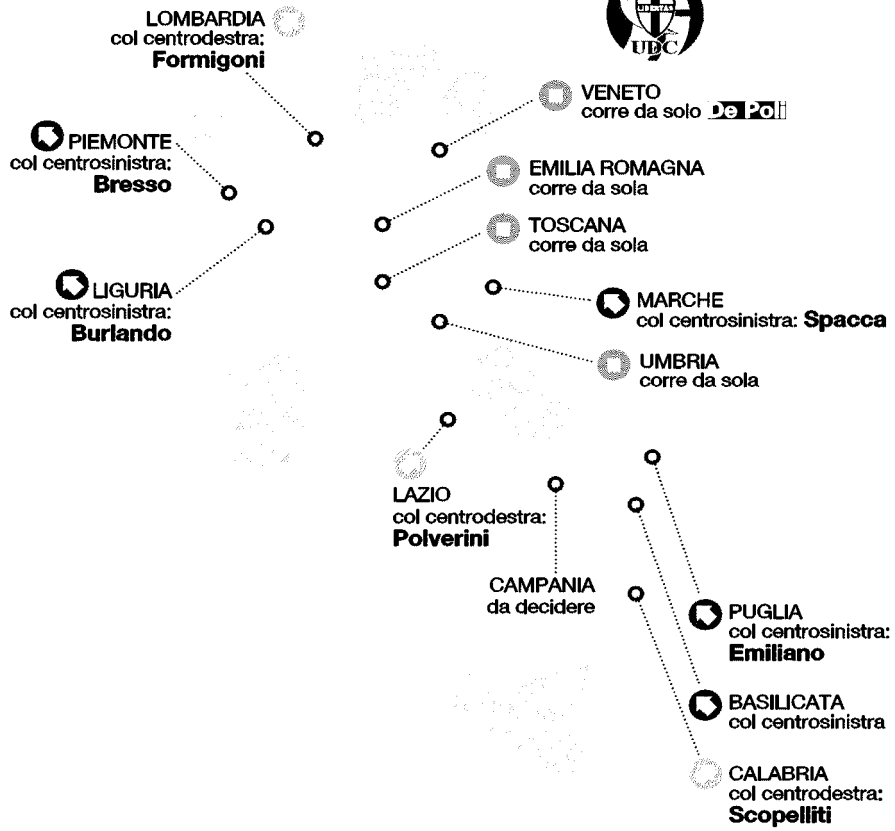 LOMBARDIA
col centrodestra:
Formigoni
UDC
VENETO
corre da solo De Poli
PIEMONTE
col centrosinistra:
Bresso
EMILIA ROMAGNA
corre da sola
TOSCANA
corre da sola
LIGURIA
col centrosinistra:
Burlando
MARCHE
col centrosinistra: Spacca
UMBRIA
corre da sola
LAZIO
col centrodestra:
Polverini
CAMPANIA
da decidere
PUGLIA
col centrosinistra:
Emiliano
BASILICATA
col centrosinistra
CALABRIA
col centrodestra:
Scopelliti